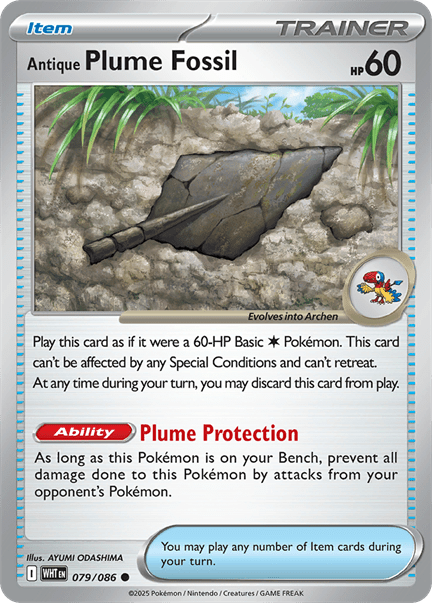 Item
TRAINER
Antique Plume Fossil
HP60
Evolves into Archen
Play this card as if it were a 60-HP Basic Pokémon. This card
can't be affected by any Special Conditions and can't retreat.
At any time during your turn, you may discard this card from play.
Ability Plume Protection
As long as this Pokémon is on your Bench, prevent all
damage done to this Pokémon by attacks from your
opponent's Pokémon.
Illus. AYUMI ODASHIMA
I WHT EN 079/086
You may play any number of Item cards during
your turn.
©2025 Pokémon / Nintendo / Creatures / GAME FREAK